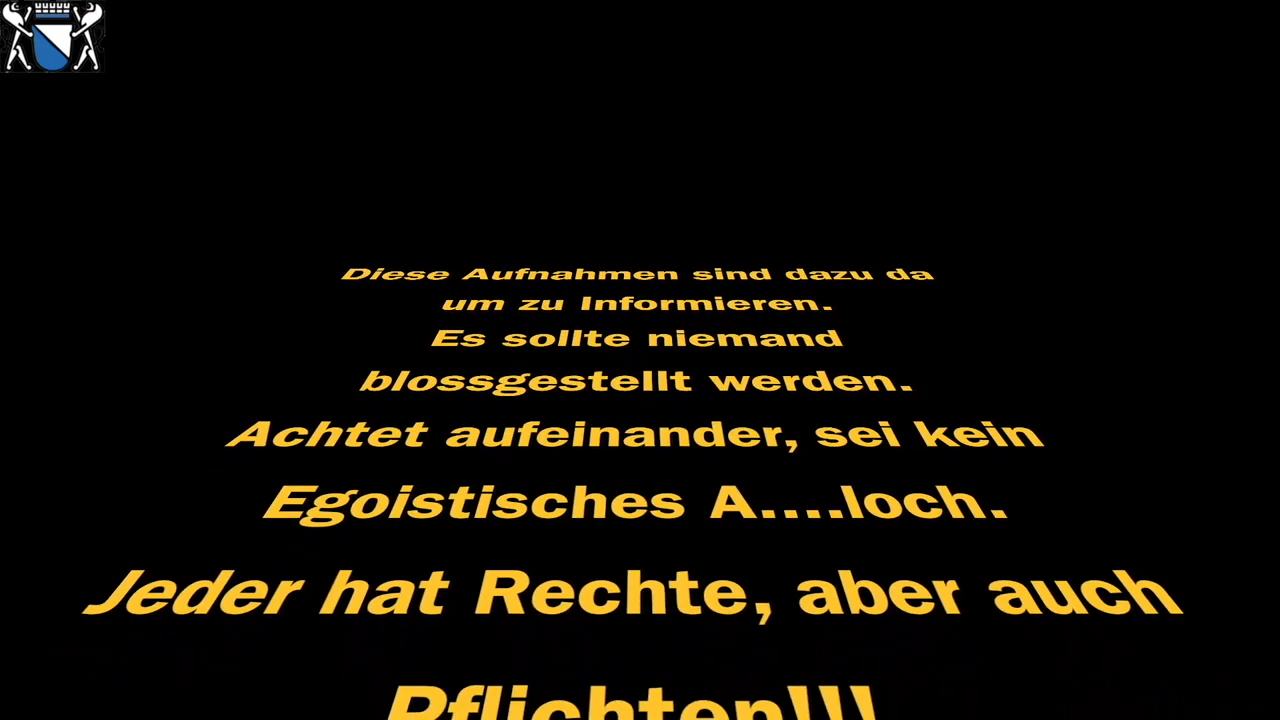 Diese Aufnahmen sind dazu da
um zu Informieren.
Es sollte niemand
blossgestellt werden.
Achtet aufeinander, sei kein
Egoistisches A....loch.
Jeder hat Rechte, aber auch
Pflichten!!!